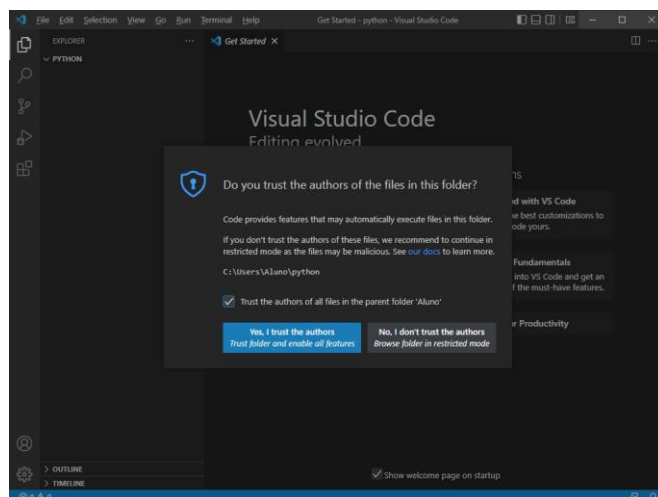 File Edit Selection View Go Run Terminal Help
Get Started - python - Visual Studio Code
EXPLORER
PYTHON
Get Started
Visual Studio Code
Editing evolved
Do you trust the authors of the files in this folder?
Code provides features that may automatically execute files in this folder.
If you don't trust the authors of these files, we recommend to continue in
restricted mode as the files may be malicious. See our docs to learn more.
C:\Users\Aluno\python
Trust the authors of all files in the parent folder 'Aluno'
Yes, I trust the authors
Trust folder and enable all features
No, I don't trust the authors
Browse folder in restricted mode
d with VS Code
e best customizations to
ode yours.
Fundamentals
into VS Code and get an
f the must-have features.
r Productivity
Show welcome page on startup
OUTLINE
TIMELINE